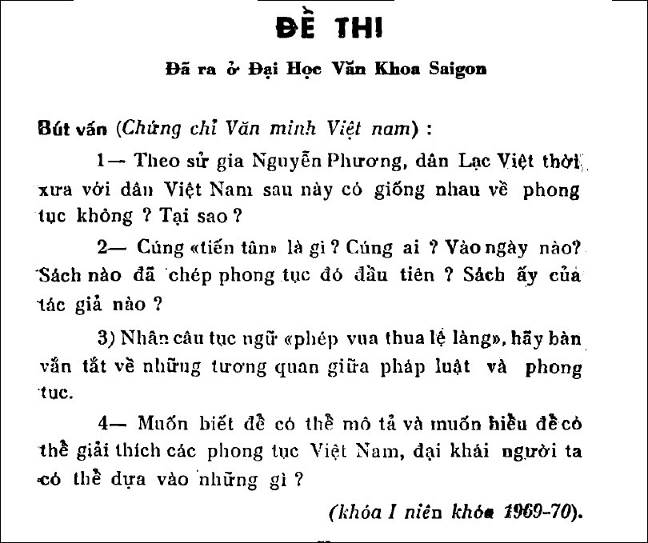 ĐỀ THI
Đã ra ở Đại Học Văn Khoa Saigon
Bút vấn (Chứng chỉ Văn minh Việt nam) :
1— Theo sử gia Nguyễn Phương, dân Lạc Việt thời
xưa với dân Việt Nam sau này có giống nhau về phong
tục không ? Tại sao ?
2— Cúng «tiến tân» là gì ? Cúng ai ? Vào ngày nào?
Sách nào đã chép phong tục đó đầu tiên ? Sách ấy của
tác giả nào ?
3) Nhân câu tục ngữ «phép vua thua lệ làng», hãy bàn
vắn tắt về những tương quan giữa pháp luật và phong
tục.
4— Muốn biết để có thể mô tả và muốn hiểu để có
thể giải thích các phong tục Việt Nam, đại khái người ta
có thể dựa vào những gì ?
(khóa I niên khóa 1969-70).